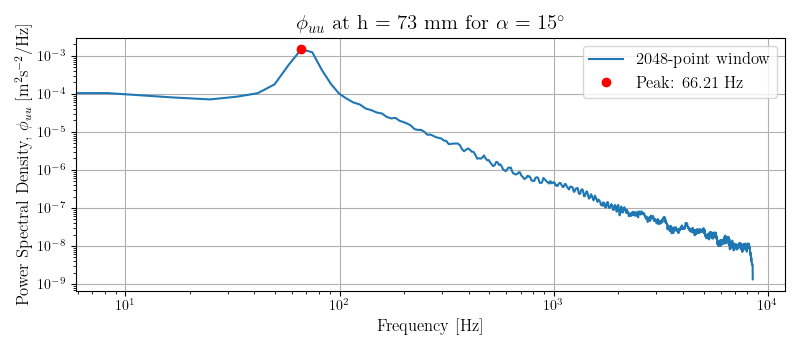 ϕuu at h = 73 mm for α = 15°
Power Spectral Density, ϕuu [m²s⁻²/Hz]
10⁻³
10⁻⁴
10⁻⁵
10⁻⁶
10⁻⁷
10⁻⁸
10⁻⁹
2048-point window
Peak: 66.21 Hz
10¹
10²
10³
10⁴
Frequency [Hz]